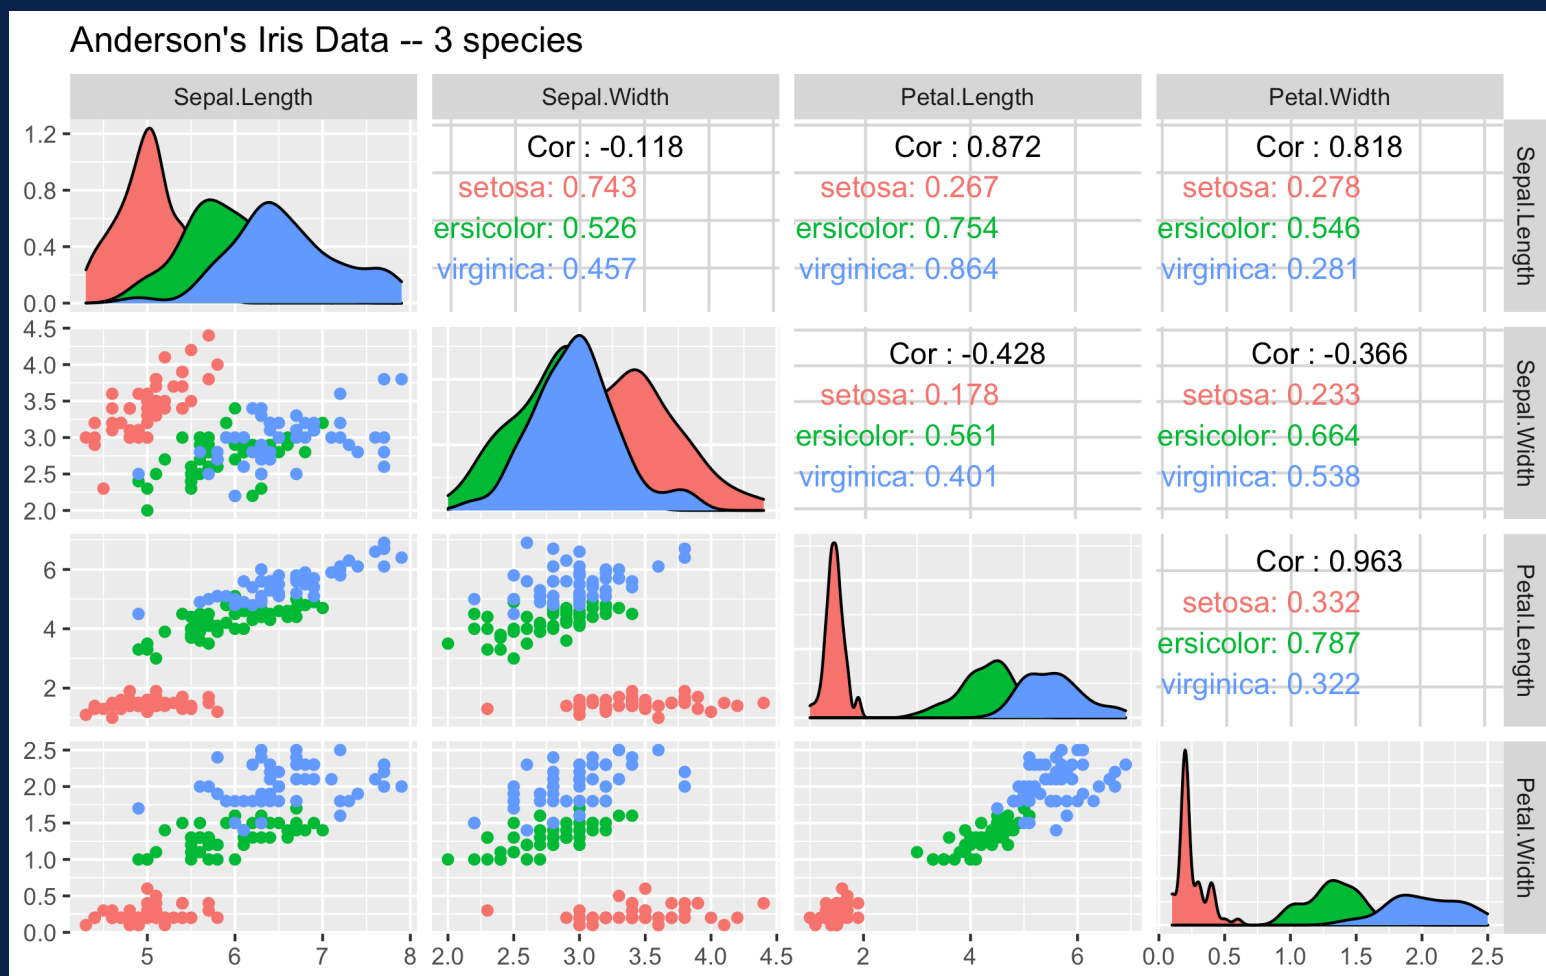 Anderson's Iris Data -- 3 species
Sepal.Length
Sepal.Width
Petal.Length
Petal.Width
1.2
0.8
0.4
0.0
Cor : -0.118
setosa: 0.743
ersicolor: 0.526
virginica: 0.457
Cor : 0.872
setosa: 0.267
ersicolor: 0.754
virginica: 0.864
Cor : 0.818
setosa: 0.278
ersicolor: 0.546
virginica: 0.281
Sepal.Length
4.5
4.0
3.5
3.0
2.5
2.0
Cor : -0.428
setosa: 0.178
ersicolor: 0.561
virginica: 0.401
Cor : -0.366
setosa: 0.233
ersicolor: 0.664
virginica: 0.538
Sepal.Width
6
4
2
Cor : 0.963
setosa: 0.332
ersicolor: 0.787
virginica: 0.322
Petal.Length
2.5
2.0
1.5
1.0
0.5
0.0
Petal.Width
5 6 7 8
2.0 2.5 3.0 3.5 4.0 4.5
2 4 6
0.0 0.5 1.0 1.5 2.0 2.5